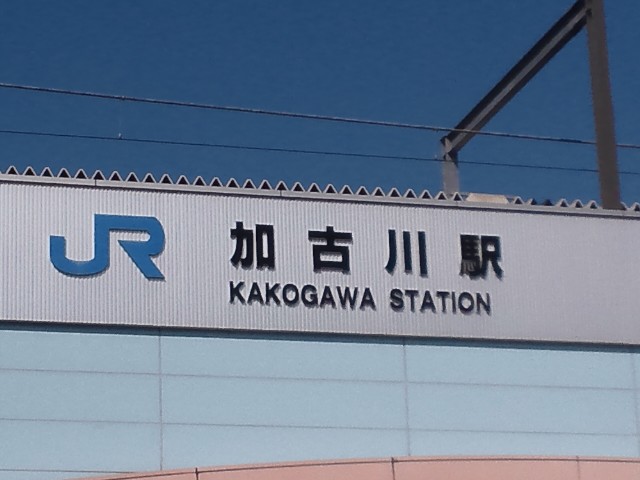 JR 加古川駅
KAKOGAWA STATION